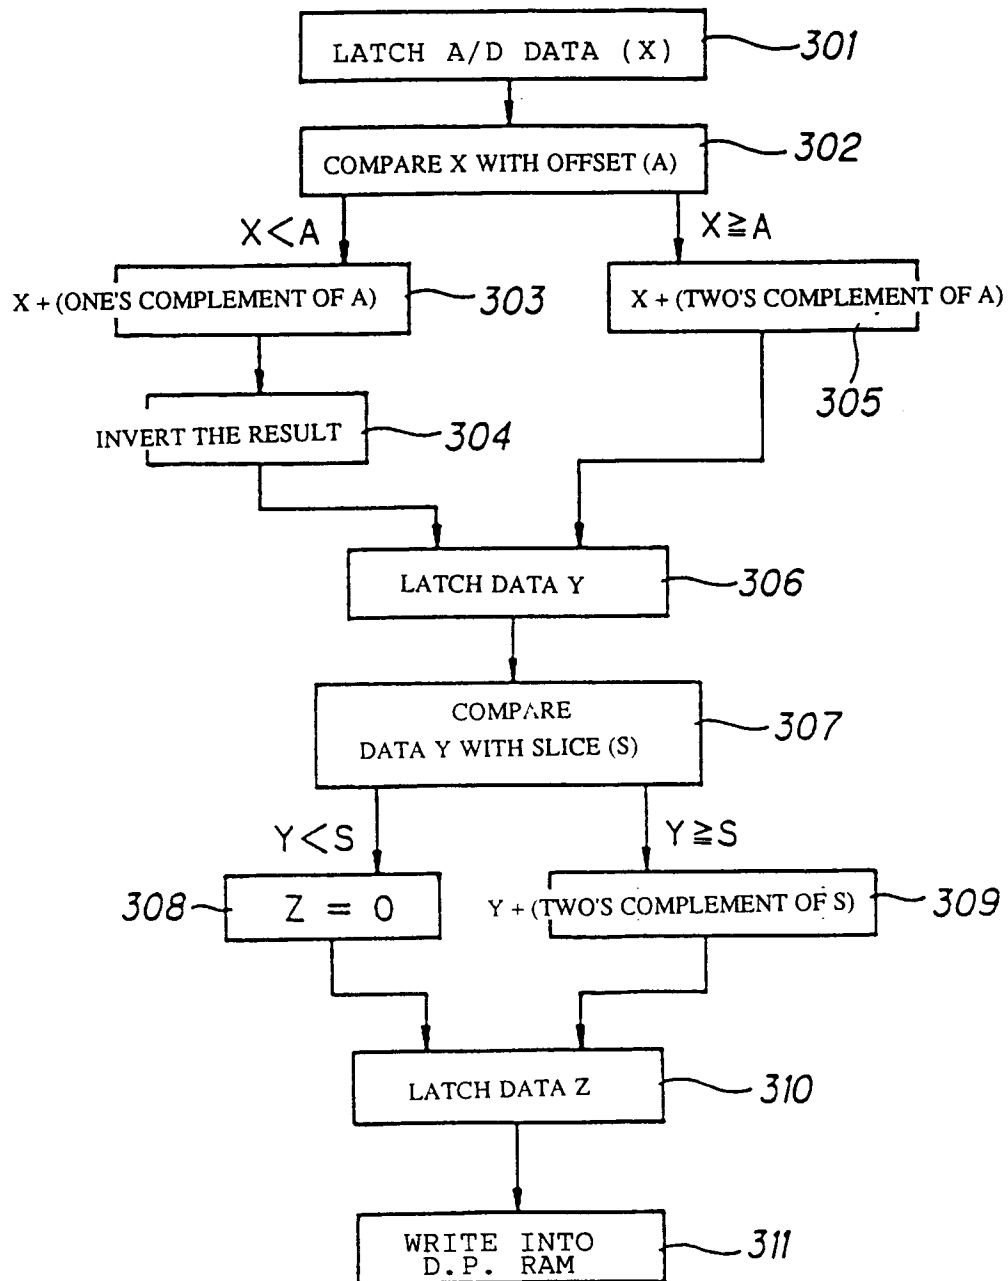 LATCH A/D DATA (X)
301
COMPARE X WITH OFFSET (A)
302
X<A
X≧A
X + (ONE'S COMPLEMENT OF A)
303
X + (TWO'S COMPLEMENT OF A)
305
INVERT THE RESULT
304
LATCH DATA Y
306
COMPARE
DATA Y WITH SLICE (S)
307
Y<S
Y≧S
308
Z = 0
Y + (TWO'S COMPLEMENT OF S)
309
LATCH DATA Z
310
WRITE INTO
D.P. RAM
311